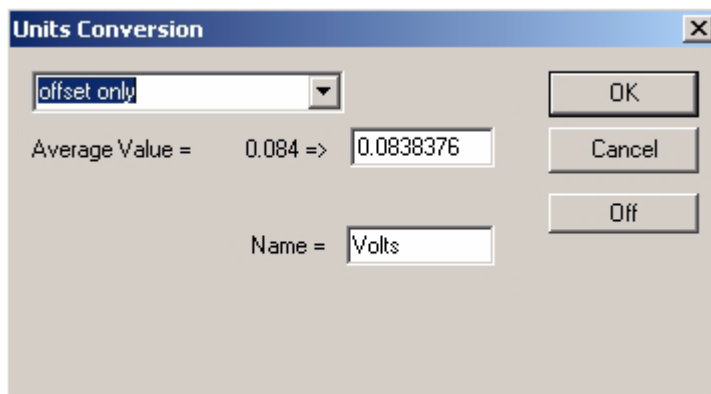 Units Conversion
offset only
OK
Average Value = 0.084 => 0.0838376
Cancel
Off
Name = Volts